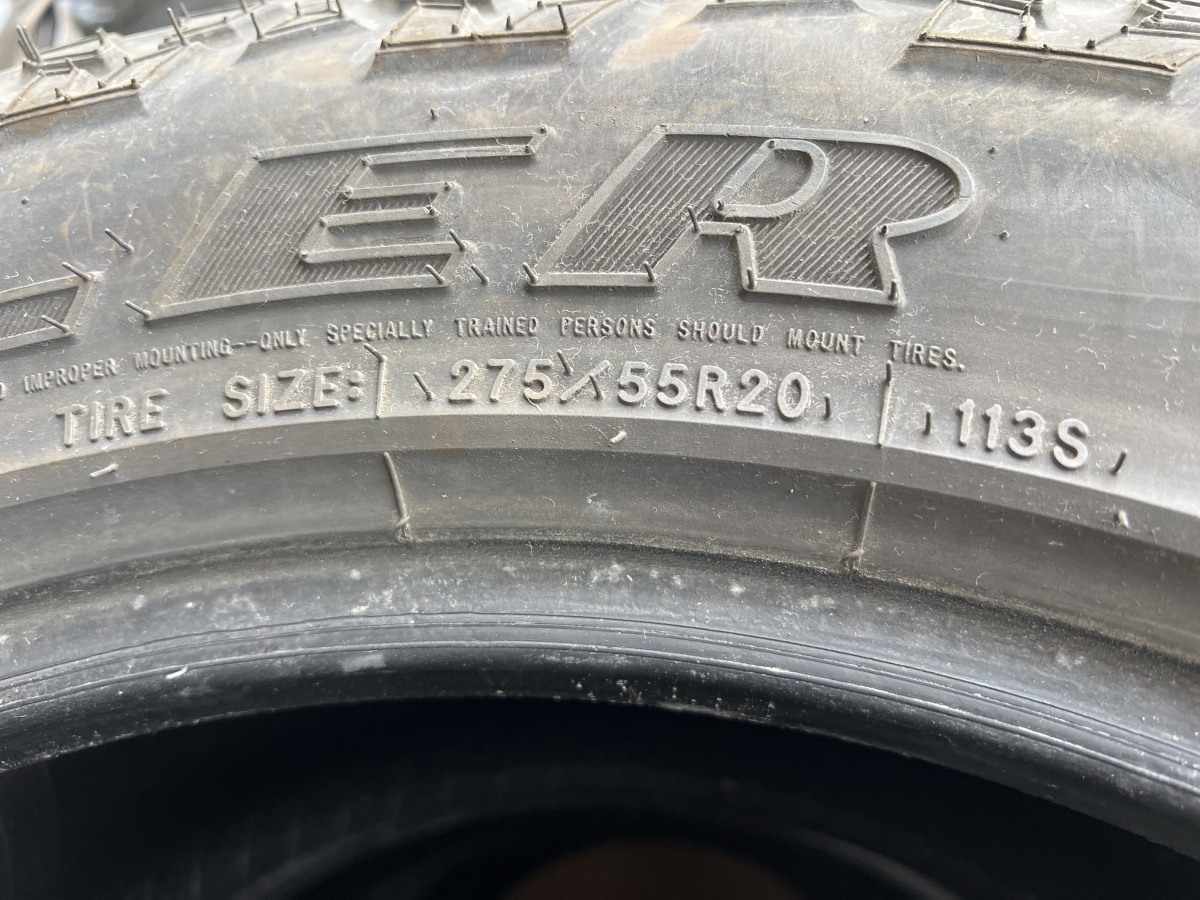 ER
IMPROPER MOUNTING--ONLY SPECIALLY TRAINED PERSONS SHOULD MOUNT TIRES.
TIRE SIZE: 275/55R20 113S